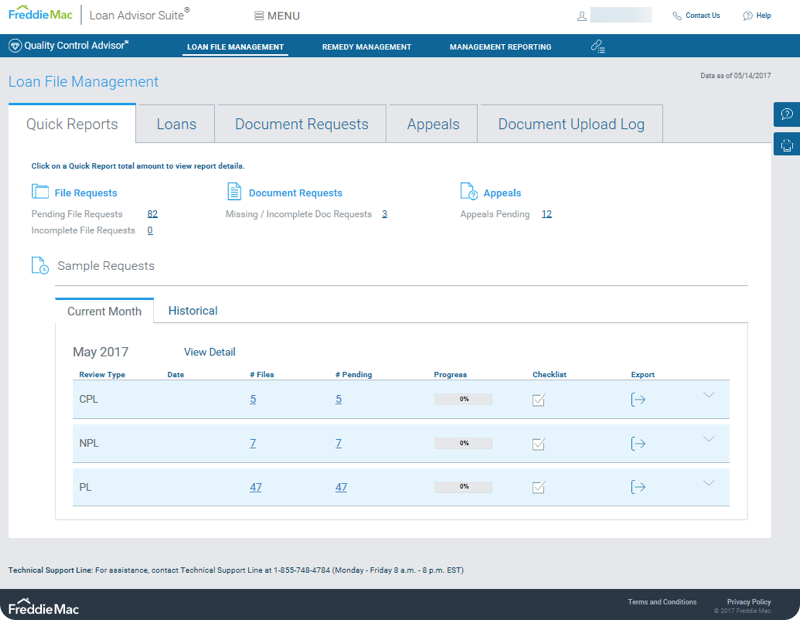 Freddie Mac Loan Advisor Suite® MENU Contact Us Help
Quality Control Advisor℠ LOAN FILE MANAGEMENT REMEDY MANAGEMENT MANAGEMENT REPORTING
Loan File Management Data as of 05/14/2017
Quick Reports Loans Document Requests Appeals Document Upload Log
Click on a Quick Report total amount to view report details.
File Requests Document Requests Appeals
Pending File Requests 82 Missing / Incomplete Doc Requests 3 Appeals Pending 12
Incomplete File Requests 0
Sample Requests
Current Month Historical
May 2017 View Detail
Review Type Date # Files # Pending Progress Checklist Export
CPL 5 5 0%
NPL 7 7 0%
PL 47 47 0%
Technical Support Line: For assistance, contact Technical Support Line at 1-855-748-4784 (Monday - Friday 8 a.m. - 8 p.m. EST)
Freddie Mac Terms and Conditions Privacy Policy
© 2017 Freddie Mac